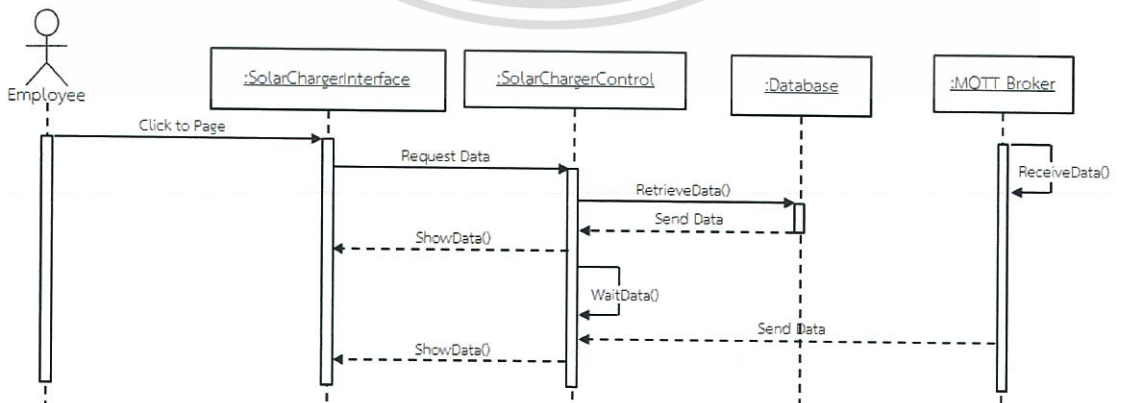 Employee
:SolarChargerInterface
:SolarChargerControl
:Database
:MQTT Broker
Click to Page
Request Data
ReceiveData()
RetrieveData()
Send Data
ShowData()
WaitData()
Send Data
ShowData()